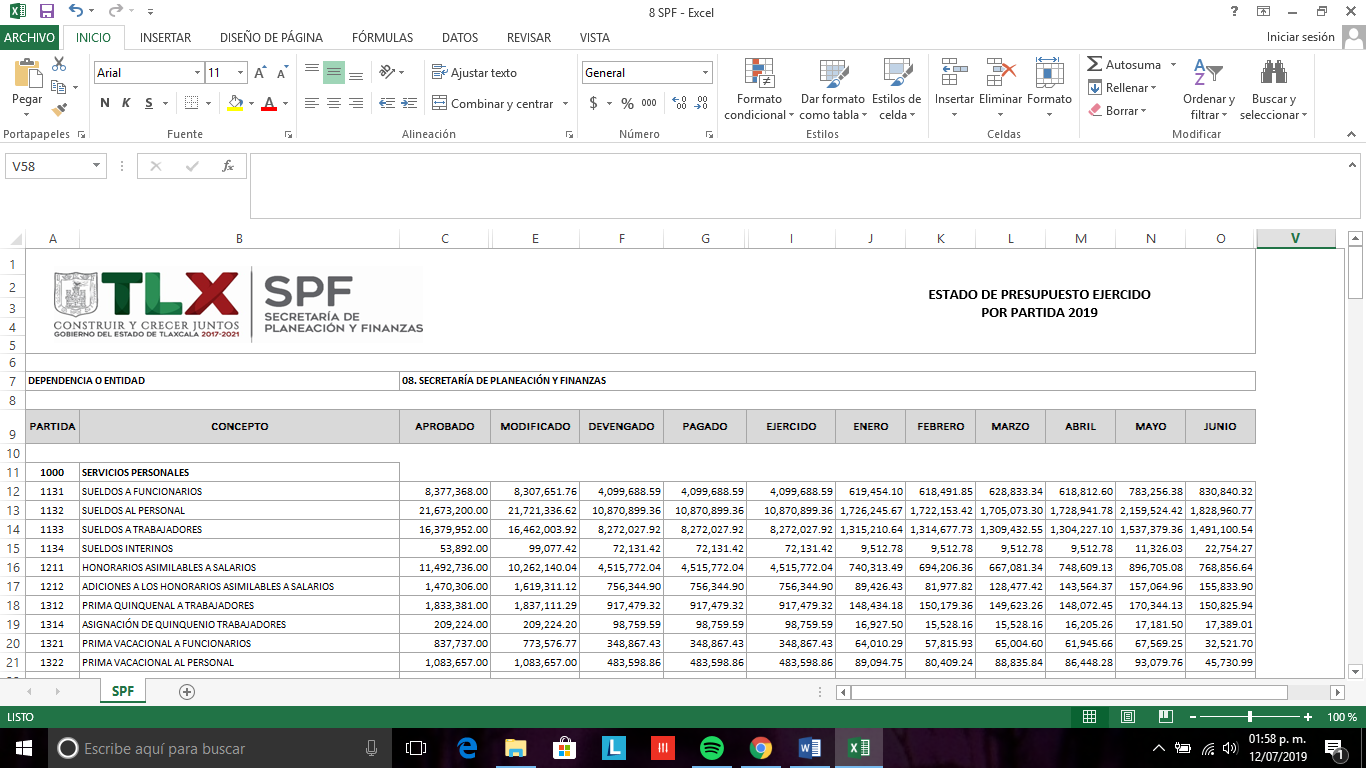 8 SPF - Excel
ARCHIVO INICIO INSERTAR DISEÑO DE PÁGINA FÓRMULAS DATOS REVISAR VISTA Iniciar sesión
Pegar
Arial 11
N K S
Ajustar texto
Combinar y centrar
General
$ % 000
Formato condicional
Dar formato como tabla
Estilos de celda
Insertar Eliminar Formato
Autosuma
Rellenar
Borrar
Ordenar y filtrar
Buscar y seleccionar
Portapapeles Fuente Alineación Número Estilos Celdas Modificar
V58 fx
A B C E F G I J K L M N O V
1
2
3
4
5
TLX
CONSTRUIR Y CRECER JUNTOS
GOBIERNO DEL ESTADO DE TLAXCALA 2017-2021
SPF
SECRETARÍA DE
PLANEACIÓN Y FINANZAS
ESTADO DE PRESUPUESTO EJERCIDO
POR PARTIDA 2019
6
7 DEPENDENCIA O ENTIDAD 08. SECRETARÍA DE PLANEACIÓN Y FINANZAS
8
9 PARTIDA CONCEPTO APROBADO MODIFICADO DEVENGADO PAGADO EJERCIDO ENERO FEBRERO MARZO ABRIL MAYO JUNIO
10
11 1000 SERVICIOS PERSONALES
12 1131 SUELDOS A FUNCIONARIOS 8,377,368.00 8,307,651.76 4,099,688.59 4,099,688.59 4,099,688.59 619,454.10 618,491.85 628,833.34 618,812.60 783,256.38 830,840.32
13 1132 SUELDOS AL PERSONAL 21,673,200.00 21,721,336.62 10,870,899.36 10,870,899.36 10,870,899.36 1,726,245.67 1,722,153.42 1,705,073.30 1,728,941.78 2,159,524.42 1,828,960.77
14 1133 SUELDOS A TRABAJADORES 16,379,952.00 16,462,003.92 8,272,027.92 8,272,027.92 8,272,027.92 1,315,210.64 1,314,677.73 1,309,432.55 1,304,227.10 1,537,379.36 1,491,100.54
15 1134 SUELDOS INTERINOS 53,892.00 99,077.42 72,131.42 72,131.42 72,131.42 9,512.78 9,512.78 9,512.78 9,512.78 11,326.03 22,754.27
16 1211 HONORARIOS ASIMILABLES A SALARIOS 11,492,736.00 10,262,140.04 4,515,772.04 4,515,772.04 4,515,772.04 740,313.49 694,206.36 667,081.34 748,609.13 896,705.08 768,856.64
17 1212 ADICIONES A LOS HONORARIOS ASIMILABLES A SALARIOS 1,470,306.00 1,619,311.12 756,344.90 756,344.90 756,344.90 89,426.43 81,977.82 128,477.42 143,564.37 157,064.96 155,833.90
18 1312 PRIMA QUINQUENAL A TRABAJADORES 1,833,381.00 1,837,111.29 917,479.32 917,479.32 917,479.32 148,434.18 150,179.36 149,623.26 148,072.45 170,344.13 150,825.94
19 1314 ASIGNACIÓN DE QUINQUENIO TRABAJADORES 209,224.00 209,224.20 98,759.59 98,759.59 98,759.59 16,927.50 15,528.16 15,528.16 16,205.26 17,181.50 17,389.01
20 1321 PRIMA VACACIONAL A FUNCIONARIOS 837,737.00 773,576.77 348,867.43 348,867.43 348,867.43 64,010.29 57,815.93 65,004.60 61,945.66 67,569.25 32,521.70
21 1322 PRIMA VACACIONAL AL PERSONAL 1,083,657.00 1,083,657.00 483,598.86 483,598.86 483,598.86 89,094.75 80,409.24 88,835.84 86,448.28 93,079.76 45,730.99
SPF
LISTO 100 %
Escribe aquí para buscar
01:58 p. m.
12/07/2019
1